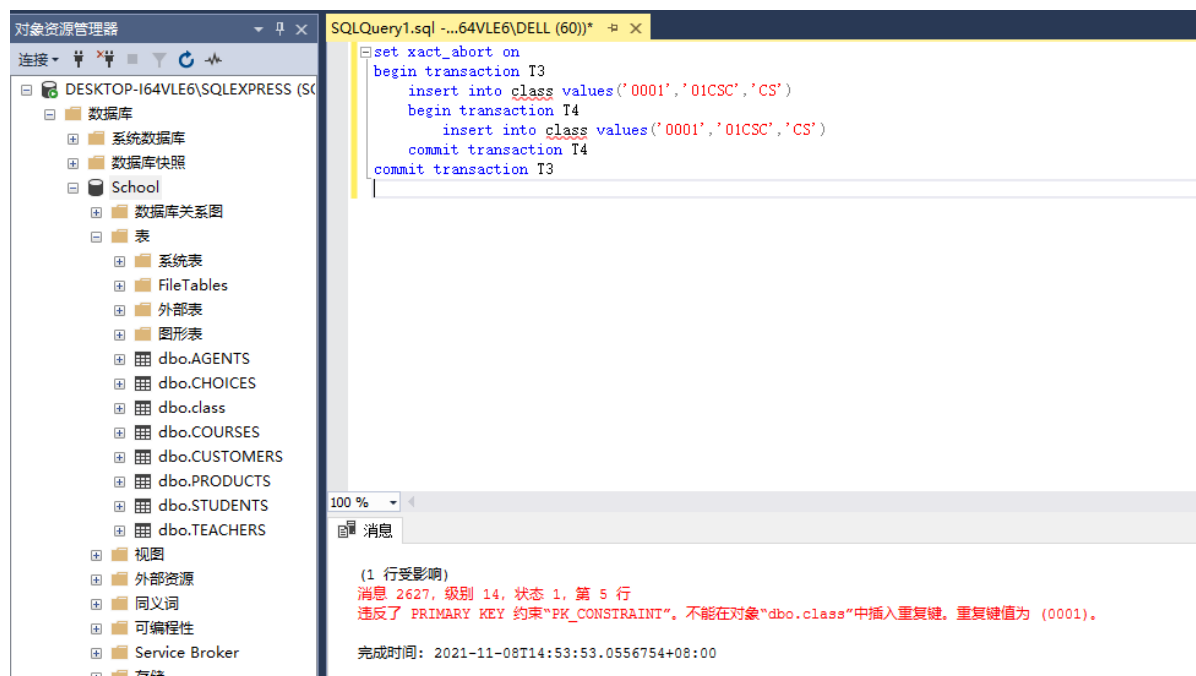 对象资源管理器
连接
DESKTOP-I64VLE6\SQLEXPRESS (SC
数据库
系统数据库
数据库快照
School
数据库关系图
表
系统表
FileTables
外部表
图形表
dbo.AGENTS
dbo.CHOICES
dbo.class
dbo.COURSES
dbo.CUSTOMERS
dbo.PRODUCTS
dbo.STUDENTS
dbo.TEACHERS
视图
外部资源
同义词
可编程性
Service Broker
存储
SQLQuery1.sql -...64VLE6\DELL (60))*
set xact_abort on
begin transaction T3
insert into class values('0001','01CSC','CS')
begin transaction T4
insert into class values('0001','01CSC','CS')
commit transaction T4
commit transaction T3
100 %
消息
(1 行受影响)
消息 2627, 级别 14, 状态 1, 第 5 行
违反了 PRIMARY KEY 约束“PK_CONSTRAINT”。不能在对象“dbo.class”中插入重复键。重复键值为 (0001)。
完成时间: 2021-11-08T14:53:53.0556754+08:00